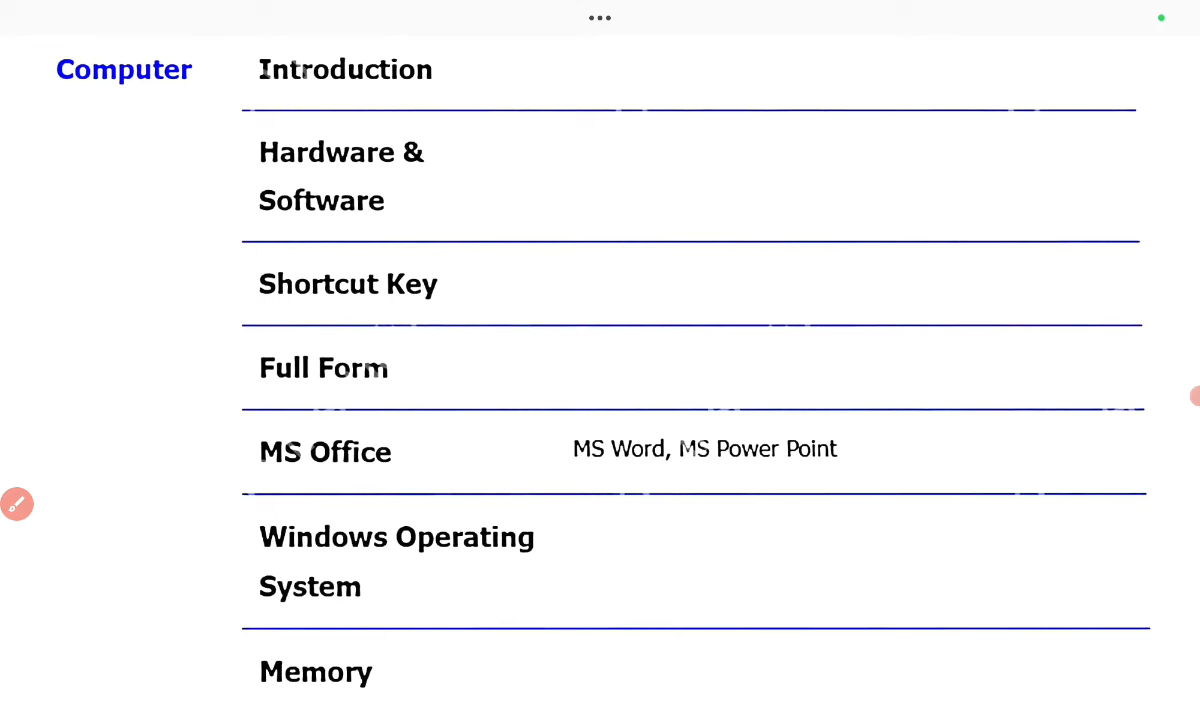 Computer Introduction
Hardware &
Software
Shortcut Key
Full Form
MS Office MS Word, MS Power Point
Windows Operating
System
Memory